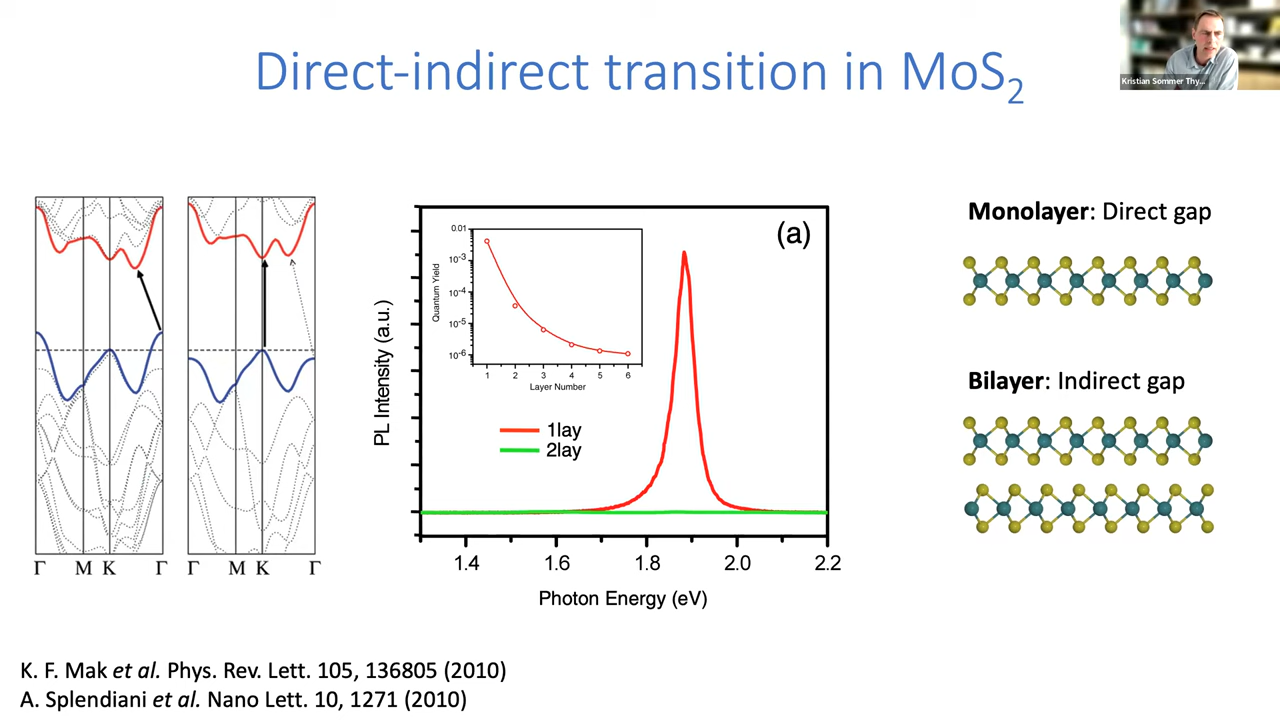 Kristian Sommer Thy...
Direct-indirect transition in MoS₂
Γ M K Γ
Γ M K Γ
(a)
PL Intensity (a.u.)
Quantum Yield
0.01
10⁻³
10⁻⁴
10⁻⁵
10⁻⁶
1 2 3 4 5 6
Layer Number
1lay
2lay
1.4 1.6 1.8 2.0 2.2
Photon Energy (eV)
Monolayer: Direct gap
Bilayer: Indirect gap
K. F. Mak et al. Phys. Rev. Lett. 105, 136805 (2010)
A. Splendiani et al. Nano Lett. 10, 1271 (2010)